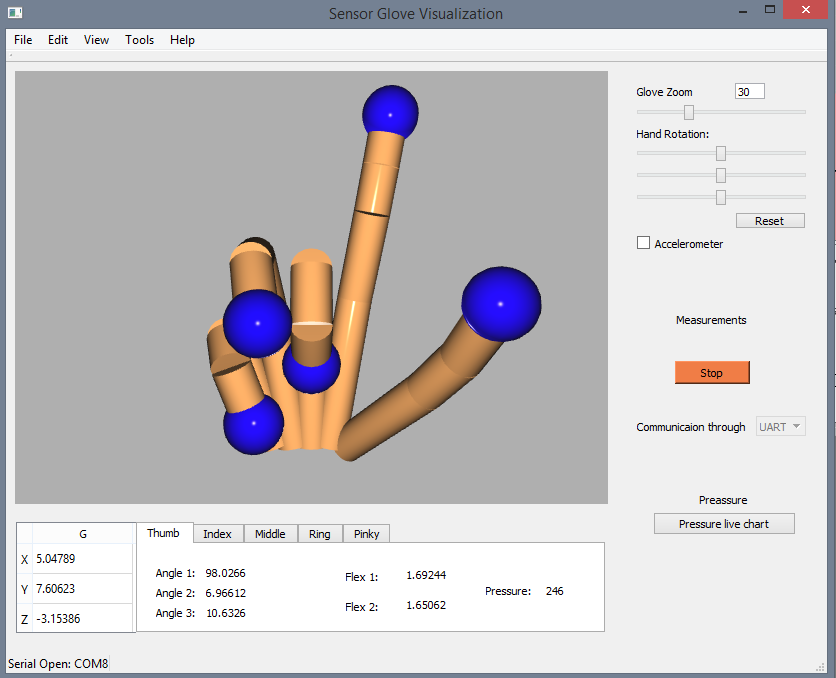 Sensor Glove Visualization
File Edit View Tools Help
Glove Zoom 30
Hand Rotation:
Reset
Accelerometer
Measurements
Stop
Communicaion through UART
Preassure
Pressure live chart
G
X 5.04789
Y 7.60623
Z -3.15386
Thumb Index Middle Ring Pinky
Angle 1: 98.0266
Angle 2: 6.96612
Angle 3: 10.6326
Flex 1: 1.69244
Flex 2: 1.65062
Pressure: 246
Serial Open: COM8